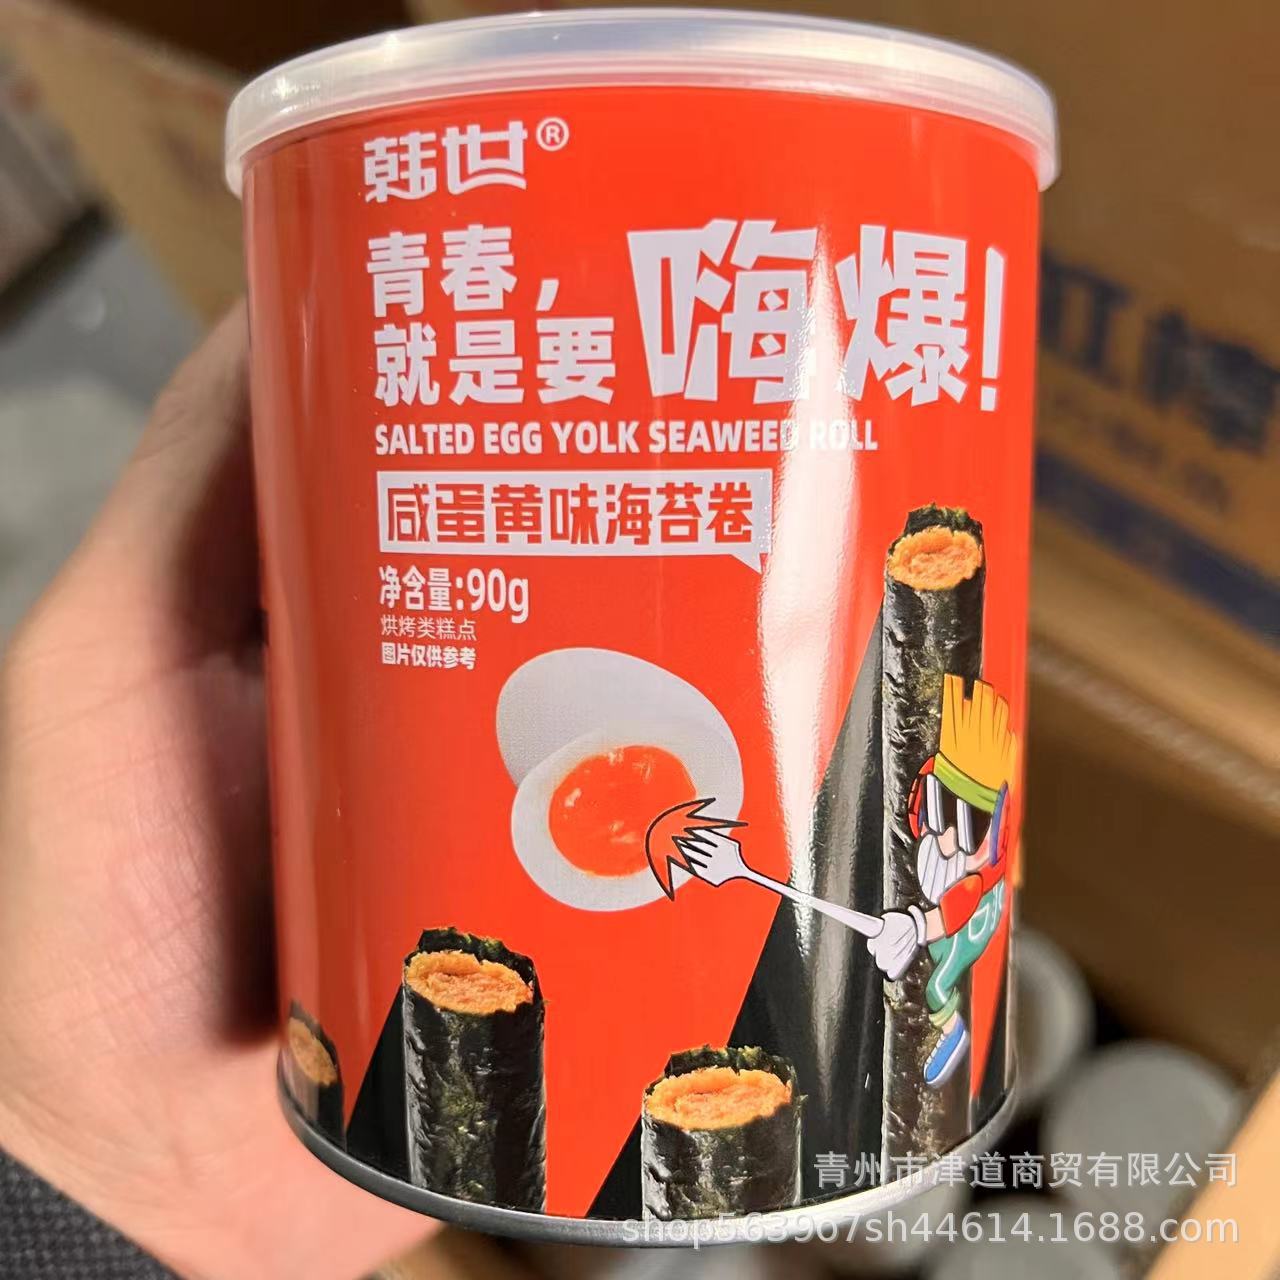 韩世®
青春，
就是要
嗨爆！
SALTED EGG YOLK SEAWEED ROLL
咸蛋黄味海苔卷
净含量:90g
烘烤类糕点
图片仅供参考
青州市津道商贸有限公司
shop563967sh44614.1688.com